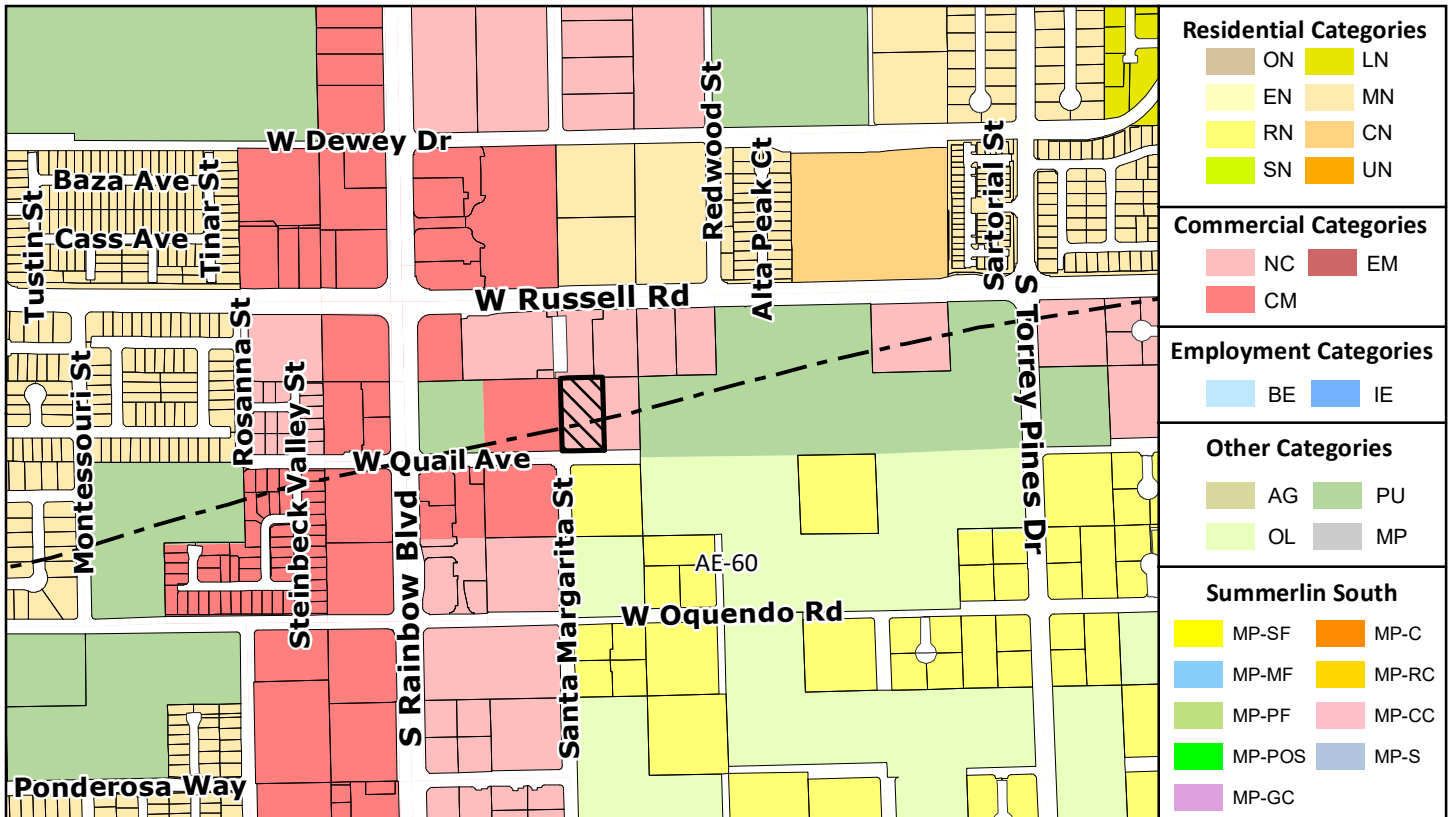 W Dewey Dr
Redwood St
Baza Ave
Tinar St
Tustin St
Cass Ave
Alta Peak Ct
Sartorial St
W Russell Rd
S Torrey Pines Dr
Rosanna St
Montessouri St
Steinbeck Valley St
W Quail Ave
S Rainbow Blvd
Santa Margarita St
AE-60
W Oquendo Rd
Ponderosa Way
Residential Categories
ON LN
EN MN
RN CN
SN UN
Commercial Categories
NC EM
CM
Employment Categories
BE IE
Other Categories
AG PU
OL MP
Summerlin South
MP-SF MP-C
MP-MF MP-RC
MP-PF MP-CC
MP-POS MP-S
MP-GC